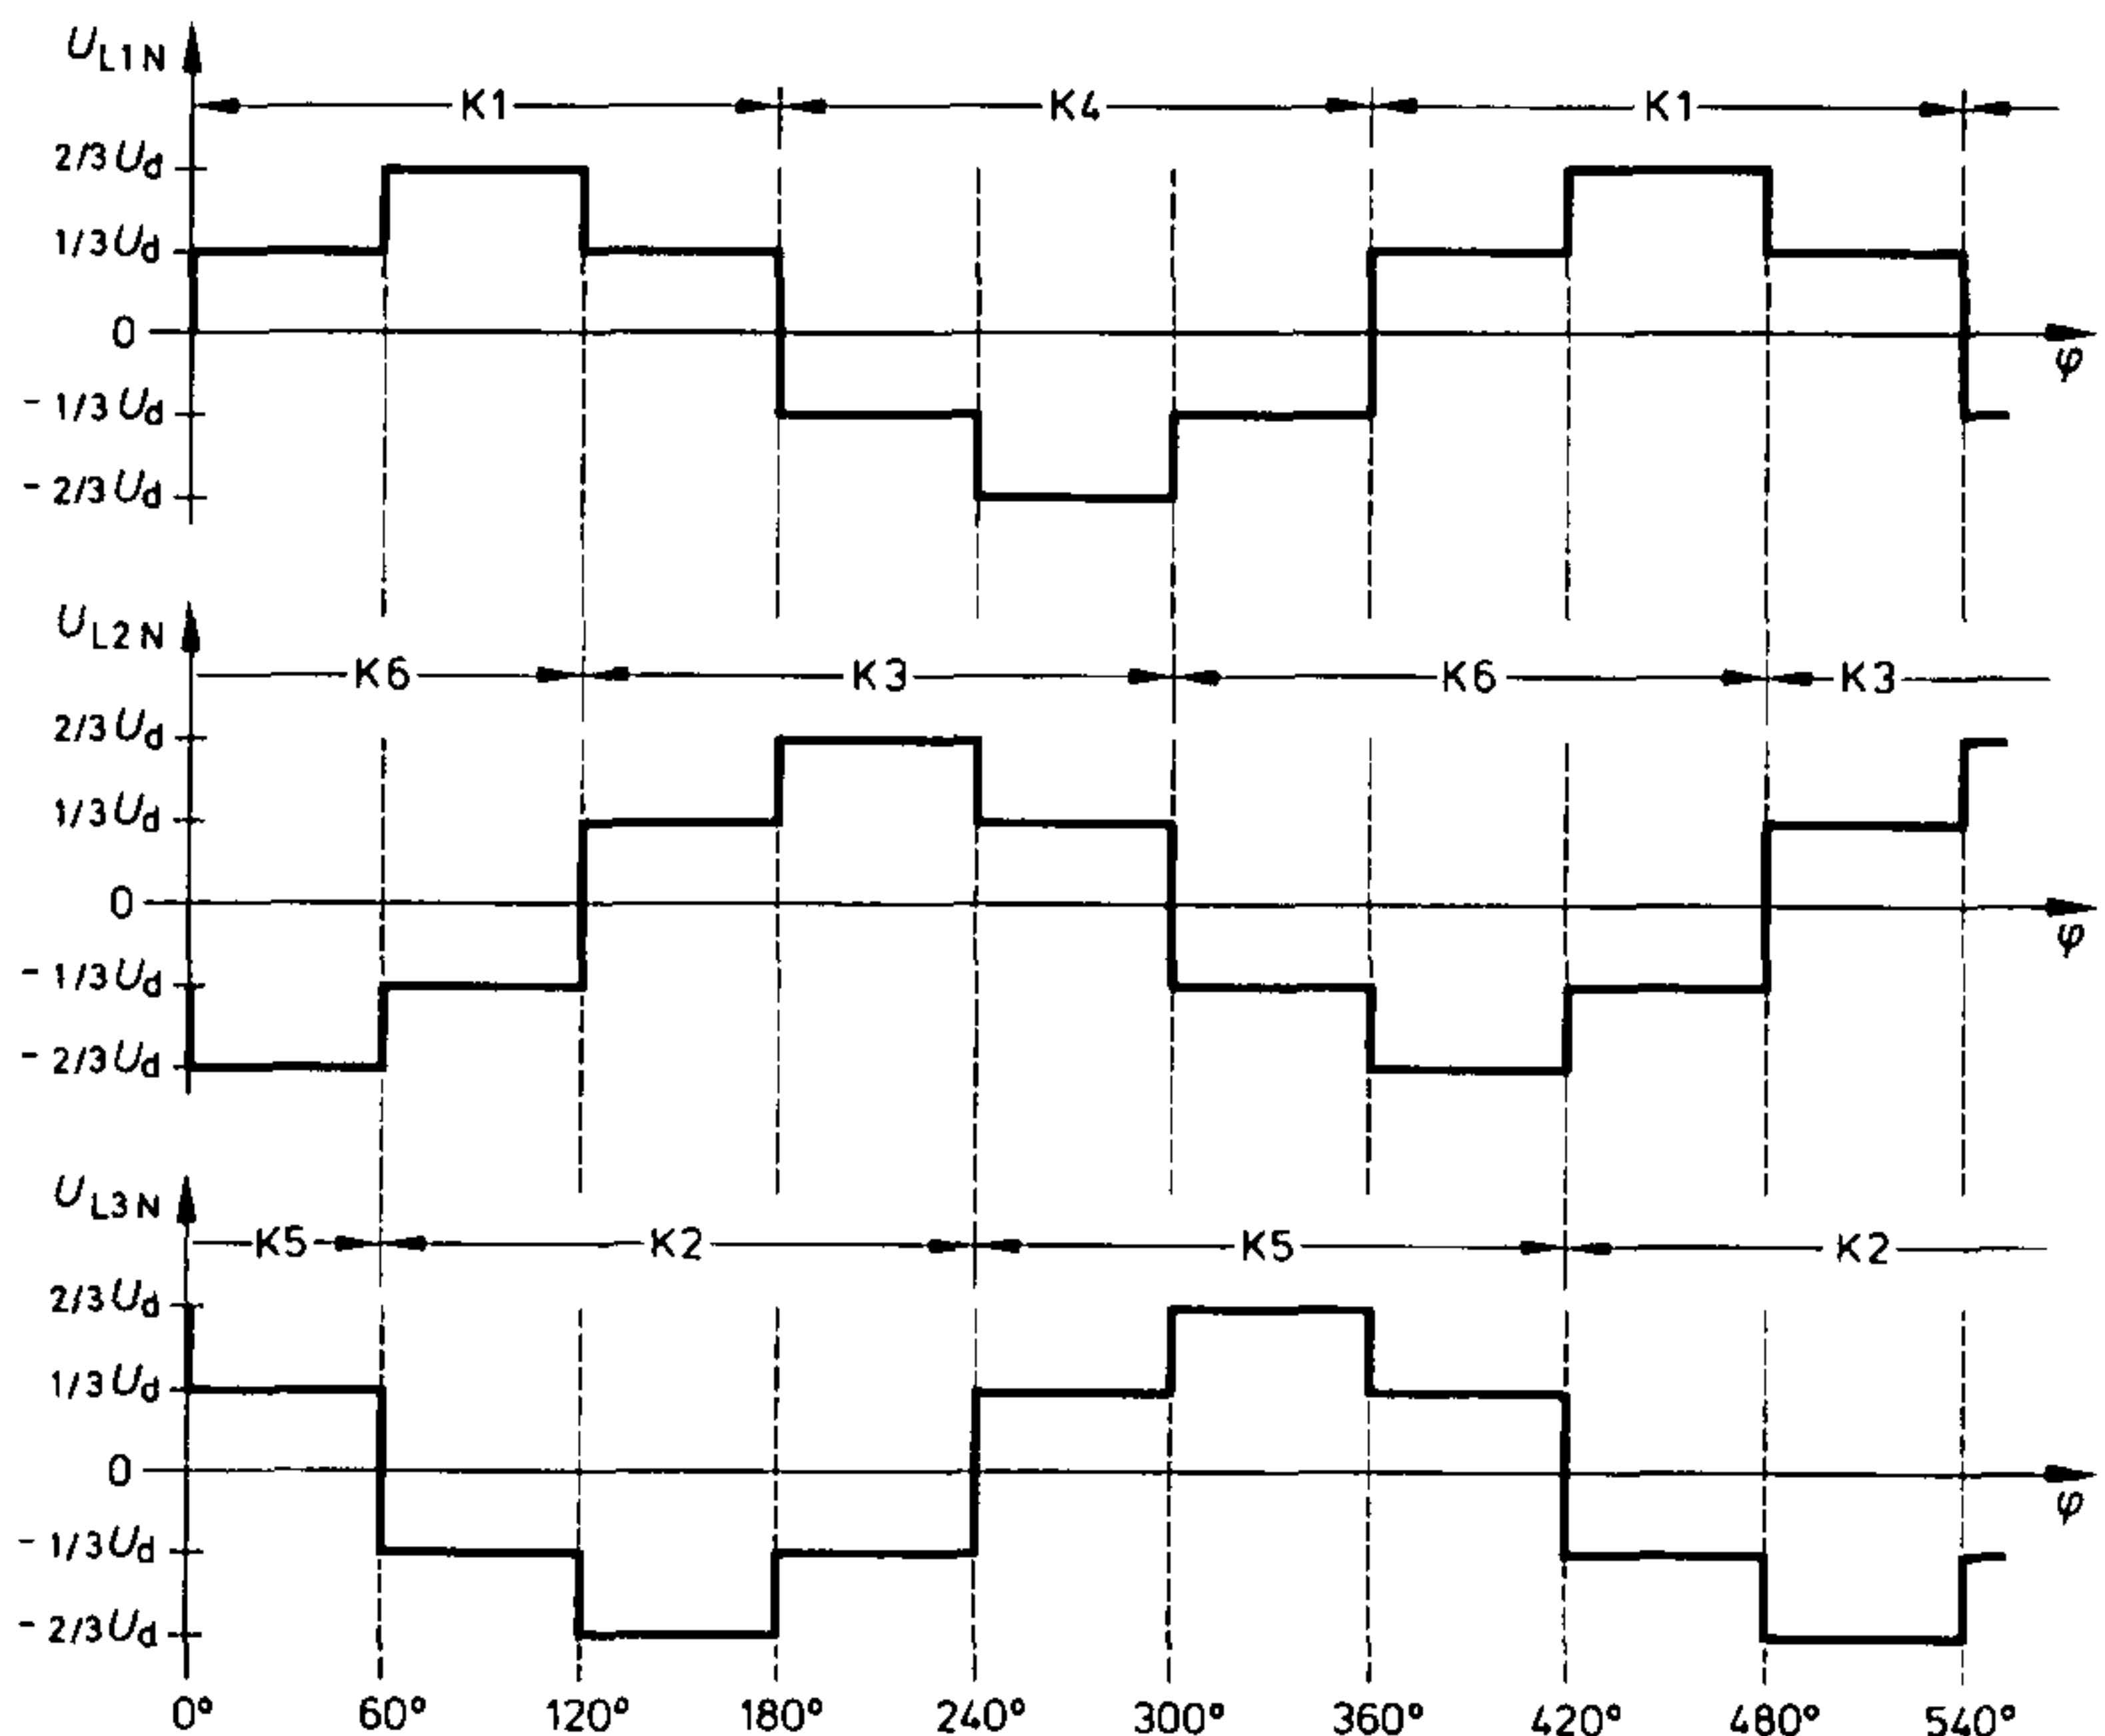 U L1N
K1 K4 K1
2/3 Ud
1/3 Ud
0
φ
- 1/3 Ud
- 2/3 Ud
U L2N
K6 K3 K6 K3
2/3 Ud
1/3 Ud
0
φ
- 1/3 Ud
- 2/3 Ud
U L3N
K5 K2 K5 K2
2/3 Ud
1/3 Ud
0
φ
- 1/3 Ud
- 2/3 Ud
0° 60° 120° 180° 240° 300° 360° 420° 480° 540°